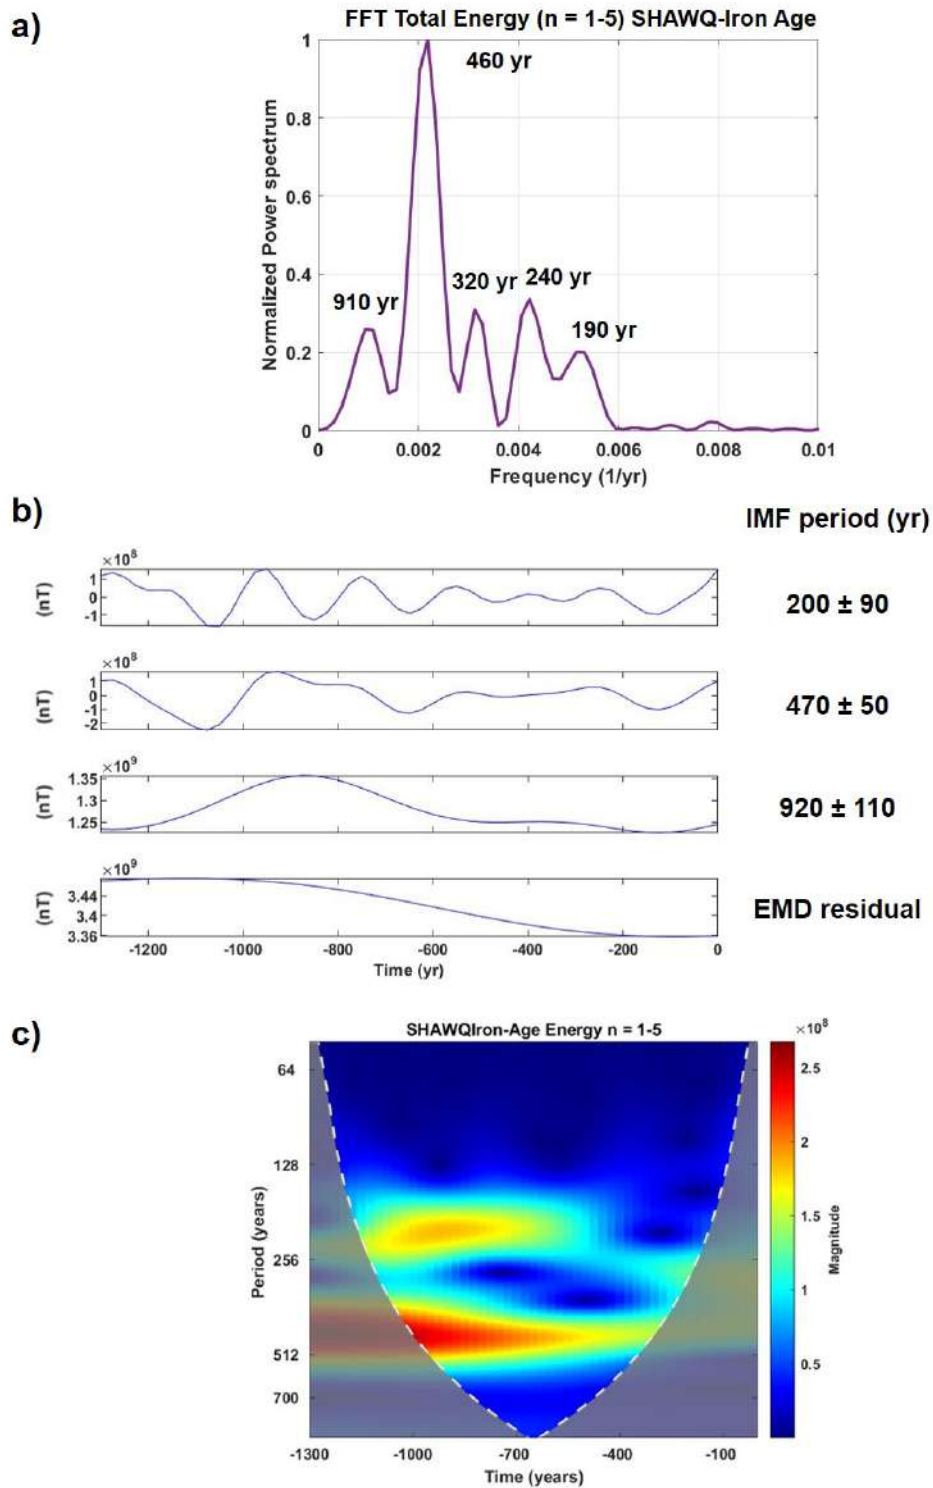 a)
FFT Total Energy (n = 1-5) SHAWQ-Iron Age
1
0.8
0.6
0.4
0.2
0
Normalized Power spectrum
460 yr
910 yr
320 yr
240 yr
190 yr
0 0.002 0.004 0.006 0.008 0.01
Frequency (1/yr)
b)
IMF period (yr)
×10⁸
1
0
-1
(nT)
200 ± 90
×10⁸
1
0
-1
-2
(nT)
470 ± 50
×10⁹
1.35
1.3
1.25
(nT)
920 ± 110
×10⁹
3.44
3.4
3.36
(nT)
EMD residual
-1200 -1000 -800 -600 -400 -200 0
Time (yr)
c)
SHAWQIron-Age Energy n = 1-5
64
128
256
512
700
Period (years)
-1300 -1000 -700 -400 -100
Time (years)
×10⁸
2.5
2
1.5
1
0.5
Magnitude